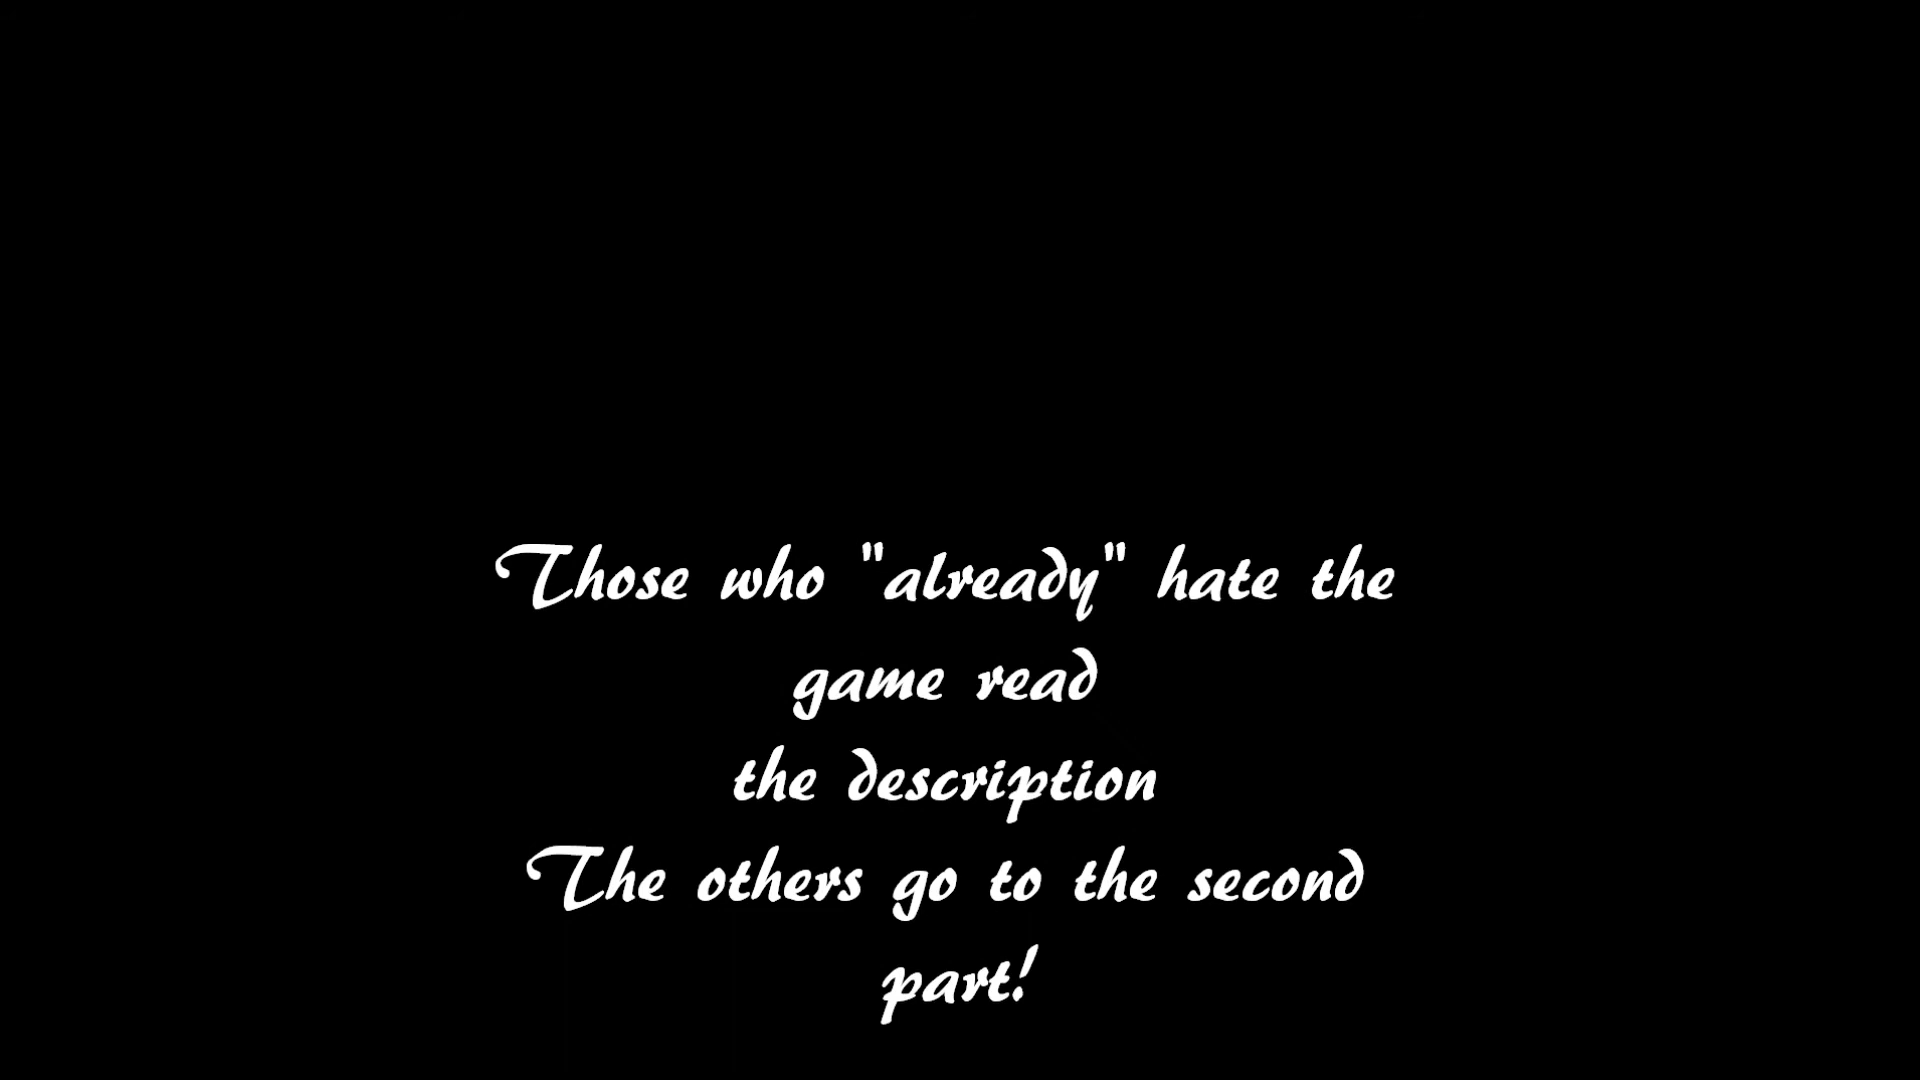 Those who "already" hate the
game read
the description
The others go to the second
part!